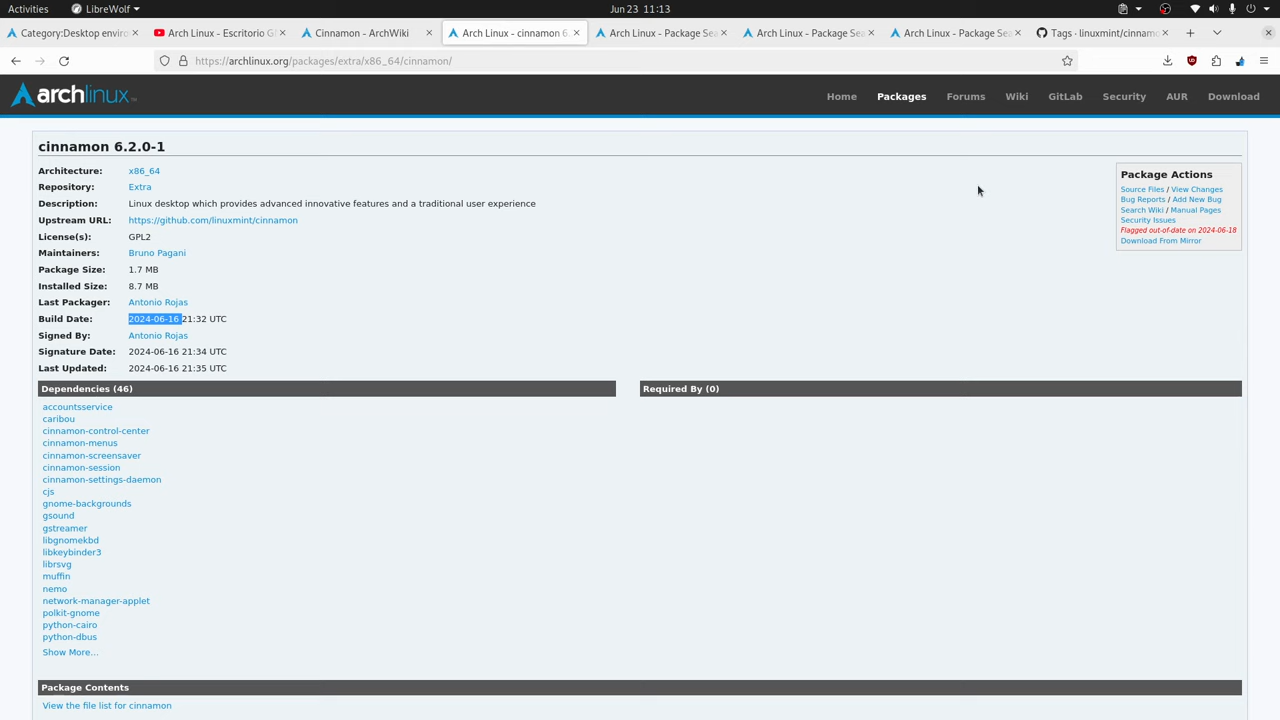 Activities
LibreWolf
Jun 23 11:13
Category:Desktop enviro
Arch Linux - Escritorio G
Cinnamon - ArchWiki
Arch Linux - cinnamon 6.
Arch Linux - Package Sea
Arch Linux - Package Sea
Arch Linux - Package Sea
Tags · linuxmint/cinnamo
https://archlinux.org/packages/extra/x86_64/cinnamon/
archlinux
Home
Packages
Forums
Wiki
GitLab
Security
AUR
Download
cinnamon 6.2.0-1
Architecture: x86_64
Repository: Extra
Description: Linux desktop which provides advanced innovative features and a traditional user experience
Upstream URL: https://github.com/linuxmint/cinnamon
License(s): GPL2
Maintainers: Bruno Pagani
Package Size: 1.7 MB
Installed Size: 8.7 MB
Last Packager: Antonio Rojas
Build Date: 2024-06-16 21:32 UTC
Signed By: Antonio Rojas
Signature Date: 2024-06-16 21:34 UTC
Last Updated: 2024-06-16 21:35 UTC
Package Actions
Source Files / View Changes
Bug Reports / Add New Bug
Search Wiki / Manual Pages
Security Issues
Flagged out-of-date on 2024-06-18
Download From Mirror
Dependencies (46)
accountsservice
caribou
cinnamon-control-center
cinnamon-menus
cinnamon-screensaver
cinnamon-session
cinnamon-settings-daemon
cjs
gnome-backgrounds
gsound
gstreamer
libgnomekbd
libkeybinder3
librsvg
muffin
nemo
network-manager-applet
polkit-gnome
python-cairo
python-dbus
Show More...
Required By (0)
Package Contents
View the file list for cinnamon